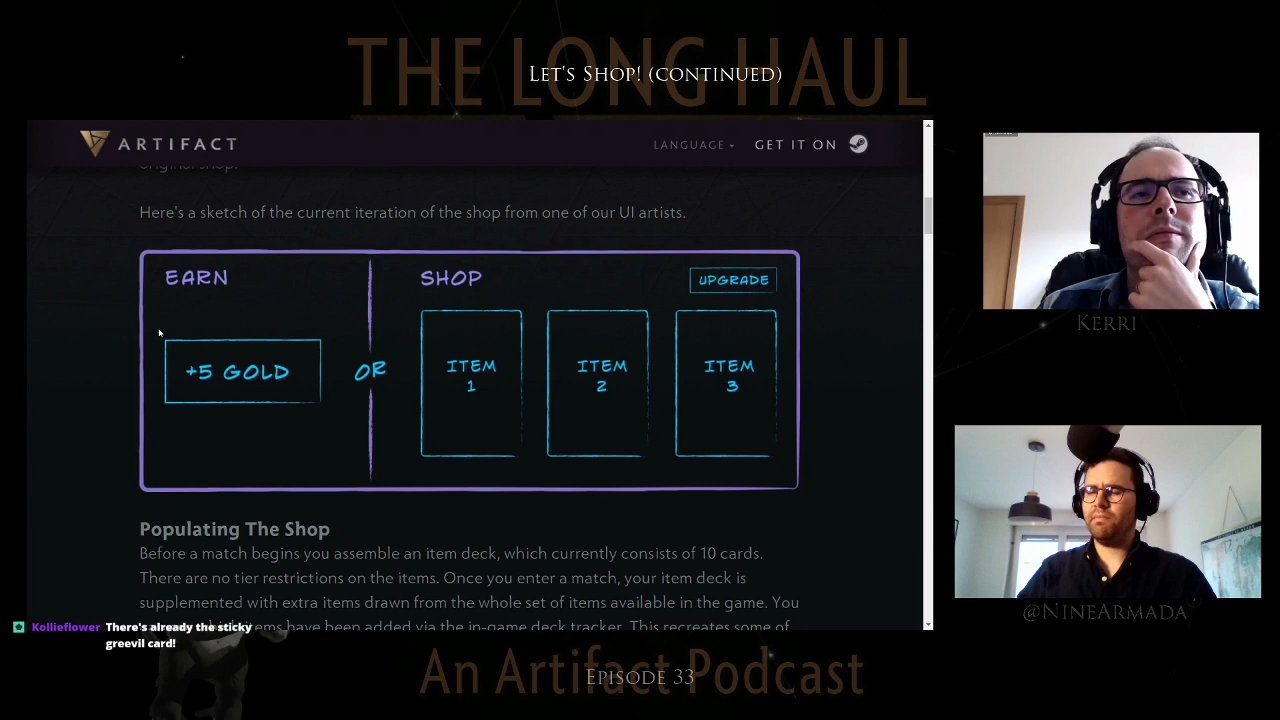 THE LONG HAUL
LET'S SHOP! (CONTINUED)
ARTIFACT
LANGUAGE
GET IT ON
original shop.
Here's a sketch of the current iteration of the shop from one of our UI artists.
EARN
SHOP
UPGRADE
+5 GOLD
OR
ITEM
1
ITEM
2
ITEM
3
Populating The Shop
Before a match begins you assemble an item deck, which currently consists of 10 cards.
There are no tier restrictions on the items. Once you enter a match, your item deck is
supplemented with extra items drawn from the whole set of items available in the game. You
items have been added via the in-game deck tracker. This recreates some of
Kollieflower There's already the sticky
greevil card!
KERRI
@NINEARMADA
An Artifact Podcast
EPISODE 33